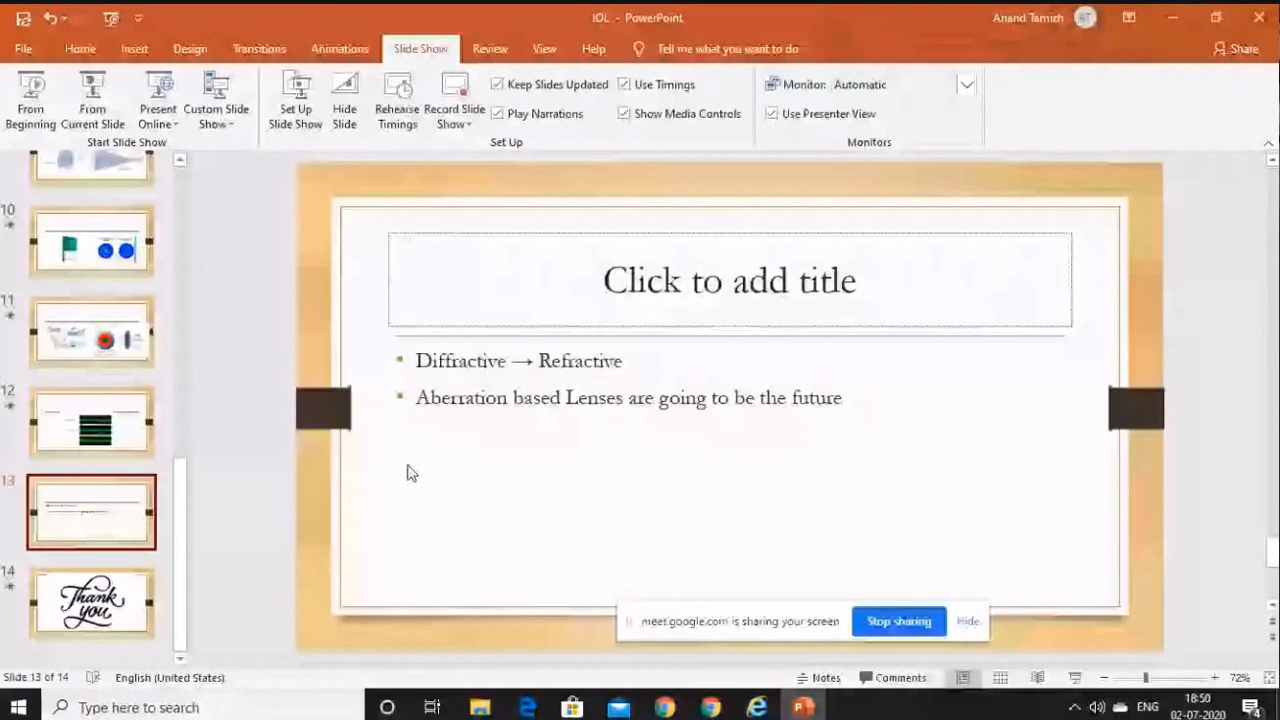 IOL - PowerPoint
Anand Tamizh
AT
File Home Insert Design Transitions Animations Slide Show Review View Help Tell me what you want to do Share
From Beginning
From Current Slide
Present Online
Custom Slide Show
Start Slide Show
Set Up Slide Show
Hide Slide
Rehearse Timings
Record Slide Show
Keep Slides Updated
Play Narrations
Use Timings
Show Media Controls
Set Up
Monitor: Automatic
Use Presenter View
Monitors
10
11
12
13
14
Thank you
Click to add title
Diffractive → Refractive
Aberration based Lenses are going to be the future
meet.google.com is sharing your screen Stop sharing Hide
Slide 13 of 14 English (United States) Notes Comments 72%
Type here to search
ENG
18:50
02-07-2020
4